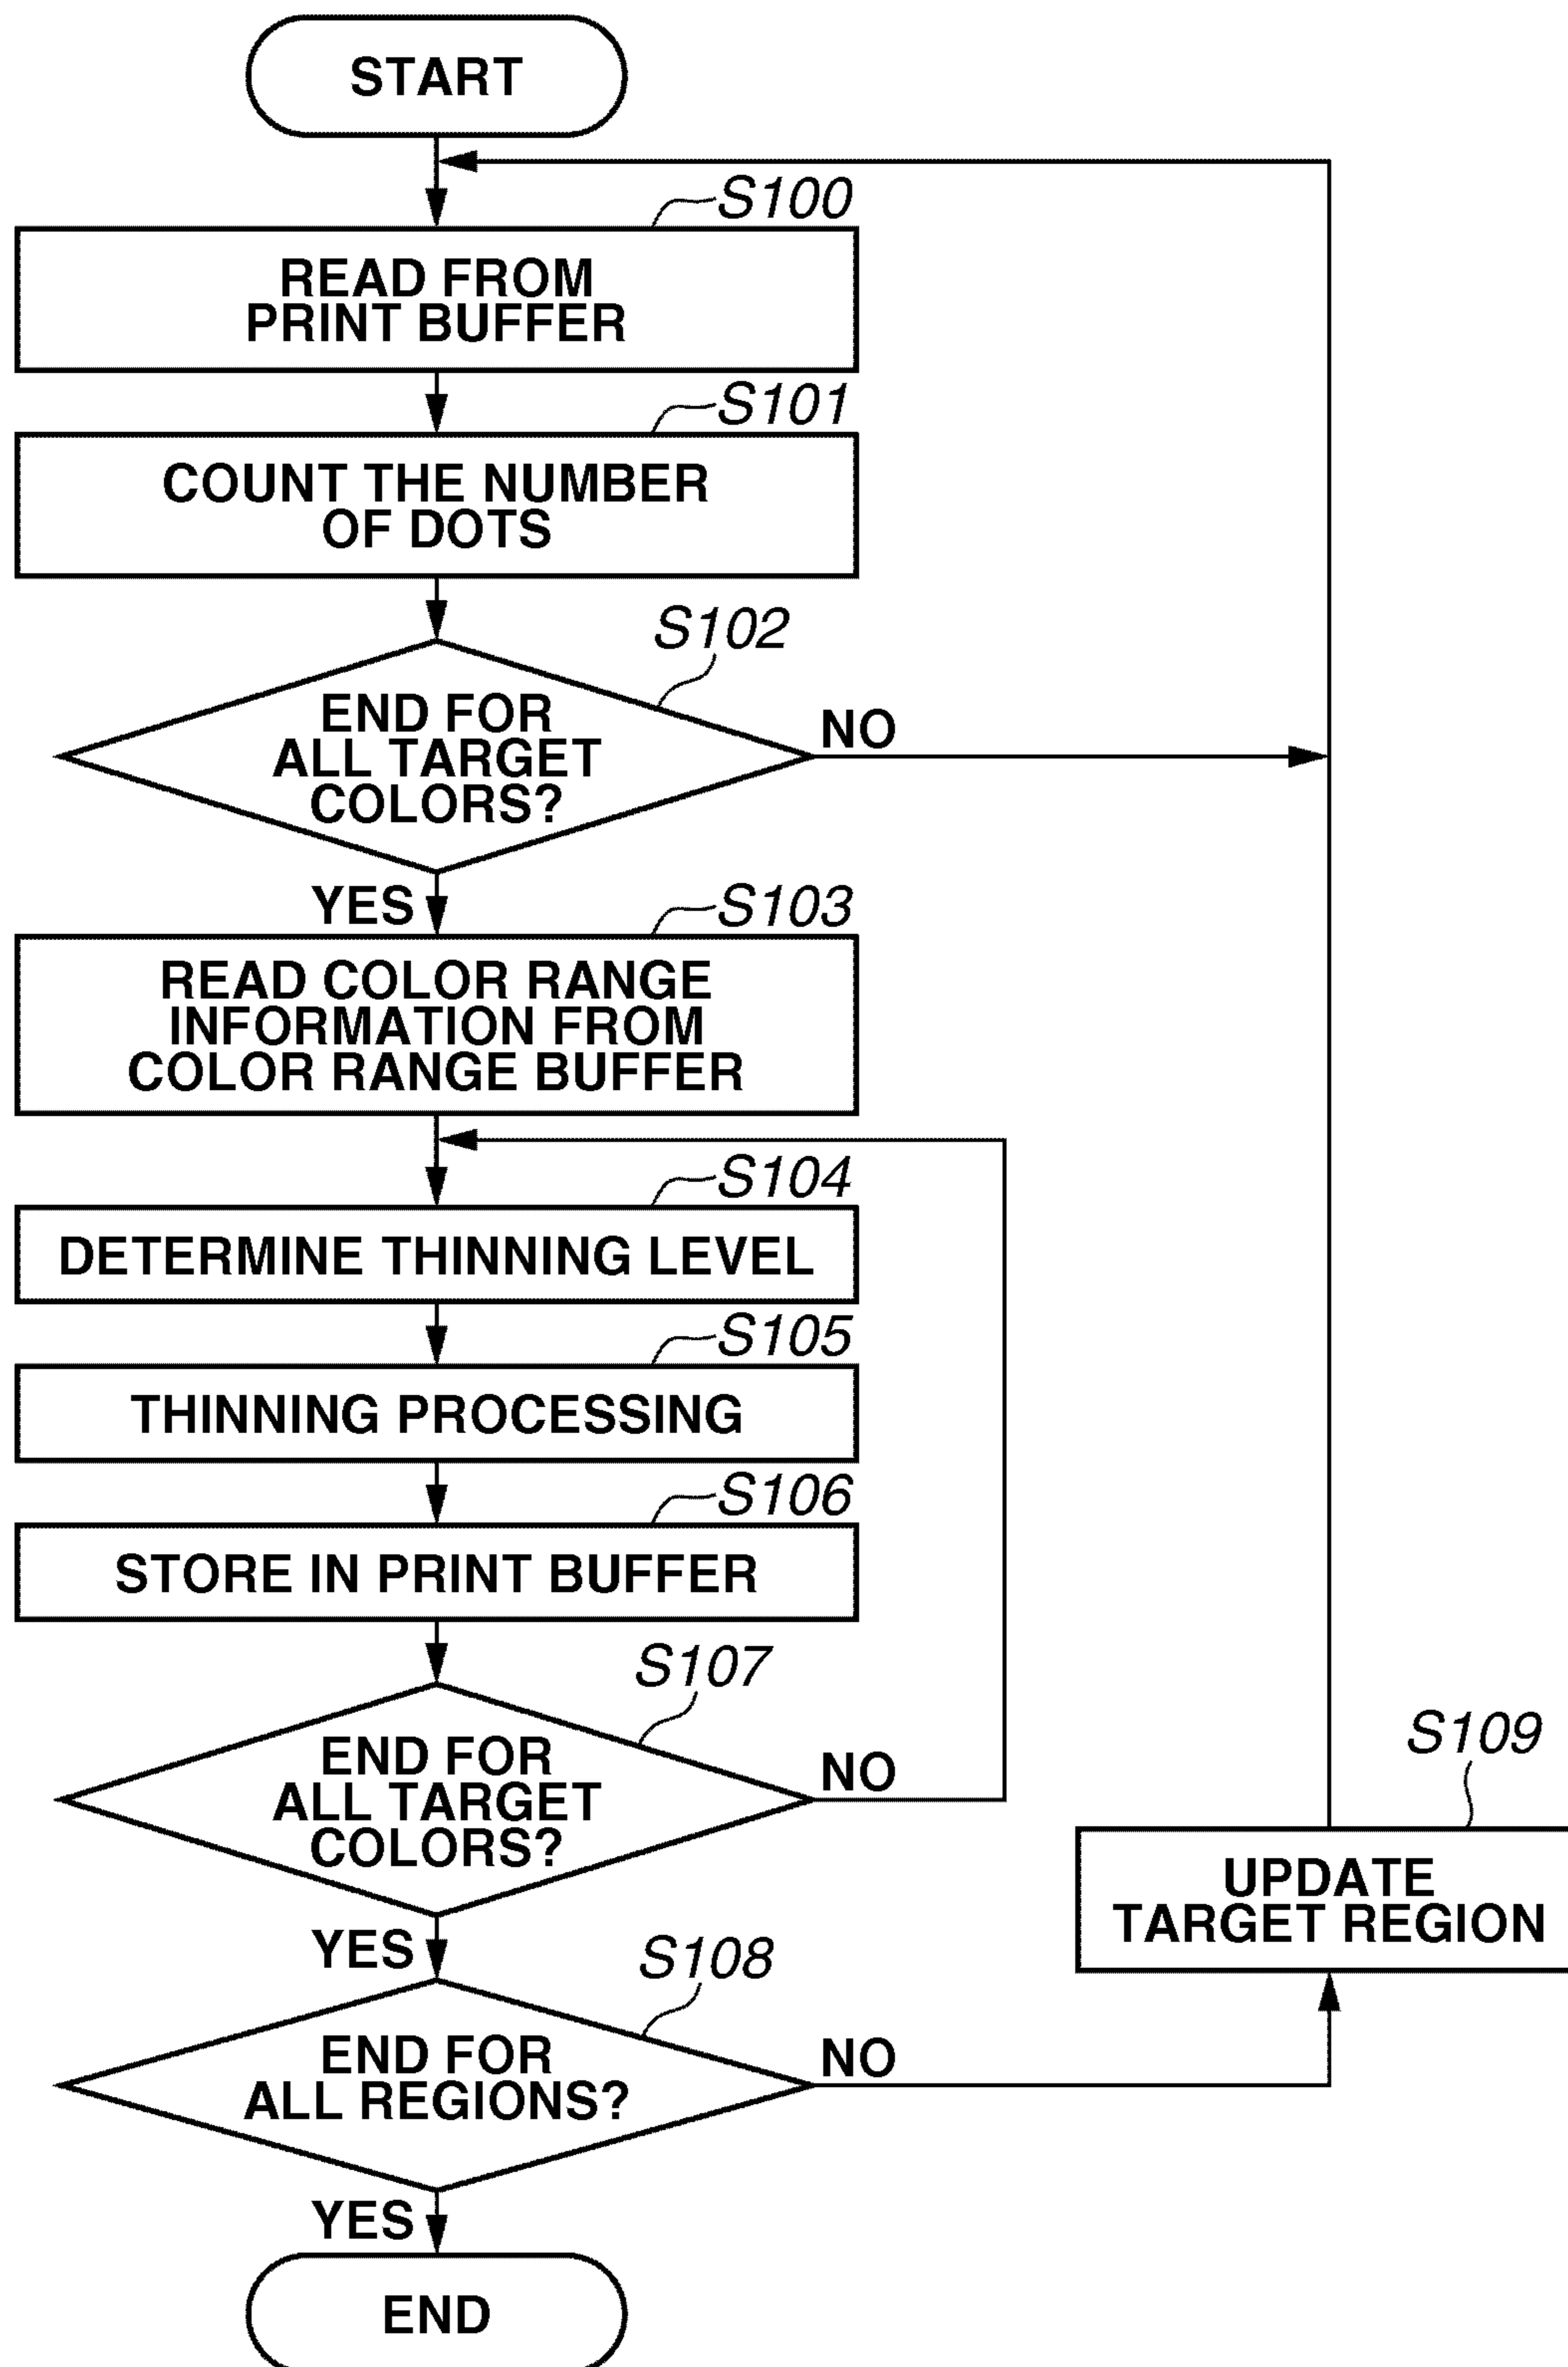 START
S100
READ FROM
PRINT BUFFER
S101
COUNT THE NUMBER
OF DOTS
S102
END FOR
ALL TARGET
COLORS?
NO
YES
S103
READ COLOR RANGE
INFORMATION FROM
COLOR RANGE BUFFER
S104
DETERMINE THINNING LEVEL
S105
THINNING PROCESSING
S106
STORE IN PRINT BUFFER
S107
END FOR
ALL TARGET
COLORS?
NO
S109
UPDATE
TARGET REGION
YES
S108
END FOR
ALL REGIONS?
NO
YES
END